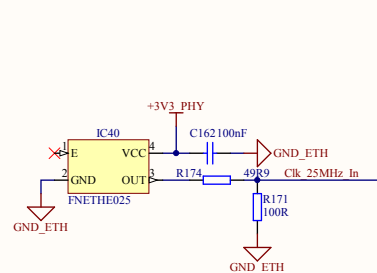 +3V3_PHY
IC40
C162 100nF
1 E VCC 4
GND_ETH
2 GND OUT 3
R174 49R9 Clk_25MHz_In
FNETHE025
R171
100R
GND_ETH
GND_ETH